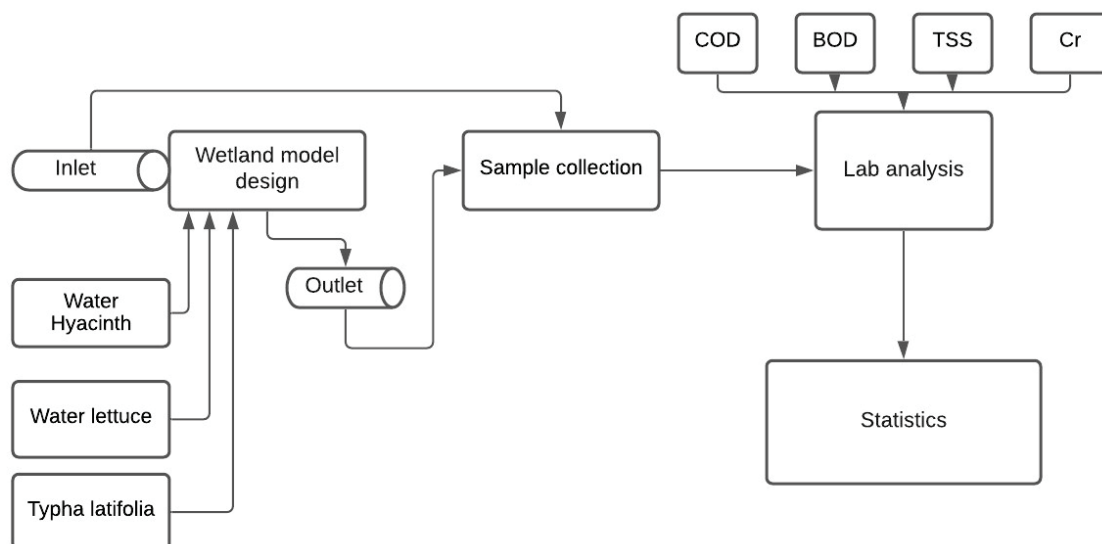 COD
BOD
TSS
Cr
Inlet
Wetland model
design
Sample collection
Lab analysis
Outlet
Water
Hyacinth
Water lettuce
Typha latifolia
Statistics